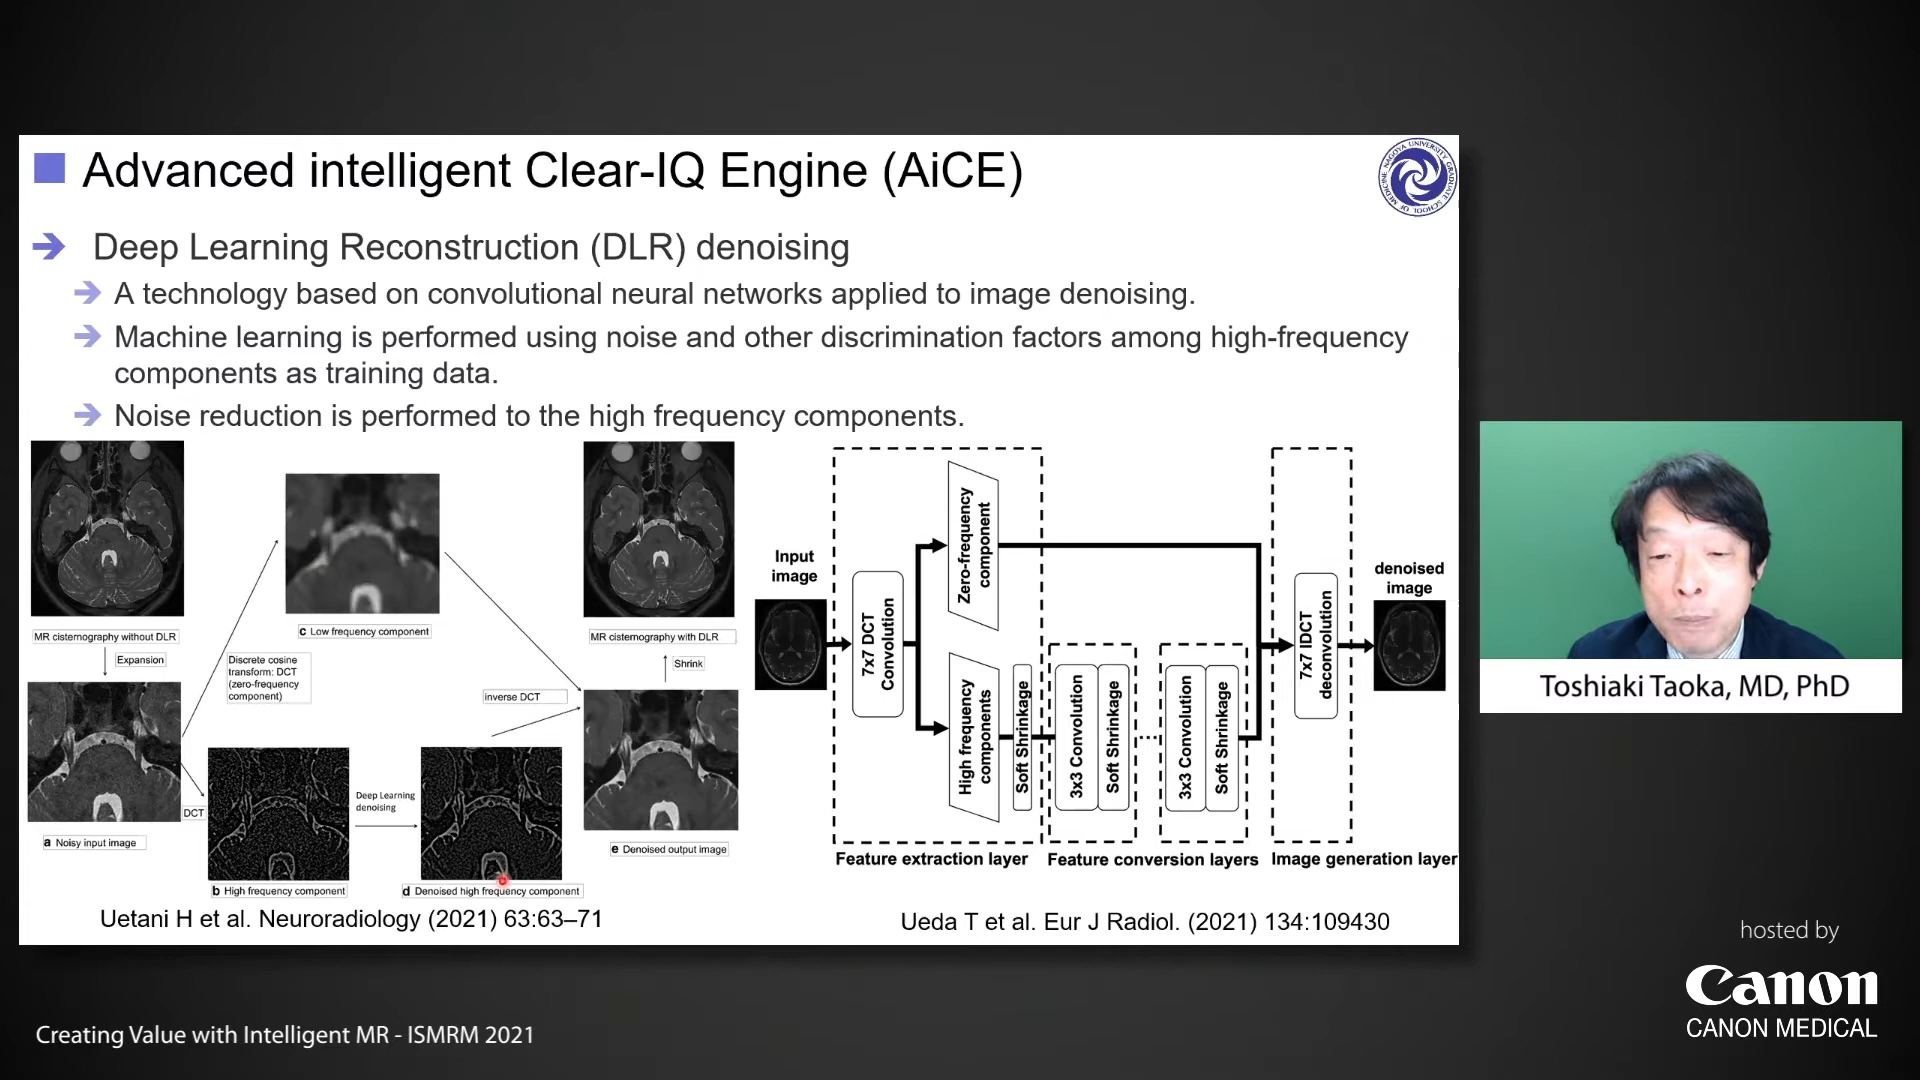 Advanced intelligent Clear-IQ Engine (AiCE)
NAGOYA UNIVERSITY GRADUATE SCHOOL OF MEDICINE
Deep Learning Reconstruction (DLR) denoising
A technology based on convolutional neural networks applied to image denoising.
Machine learning is performed using noise and other discrimination factors among high-frequency
components as training data.
Noise reduction is performed to the high frequency components.
MR cisternography without DLR
Expansion
a Noisy input image
Discrete cosine
transform: DCT
(zero-frequency
component)
DCT
c Low frequency component
b High frequency component
Deep Learning
denoising
d Denoised high frequency component
inverse DCT
MR cisternography with DLR
Shrink
e Denoised output image
Uetani H et al. Neuroradiology (2021) 63:63–71
Input
image
7x7 DCT
Convolution
Zero-frequency
component
High frequency
components
Soft Shrinkage
3x3 Convolution
Soft Shrinkage
3x3 Convolution
Soft Shrinkage
7x7 IDCT
deconvolution
denoised
image
Feature extraction layer
Feature conversion layers
Image generation layer
Ueda T et al. Eur J Radiol. (2021) 134:109430
Toshiaki Taoka, MD, PhD
hosted by
Canon
CANON MEDICAL
Creating Value with Intelligent MR - ISMRM 2021